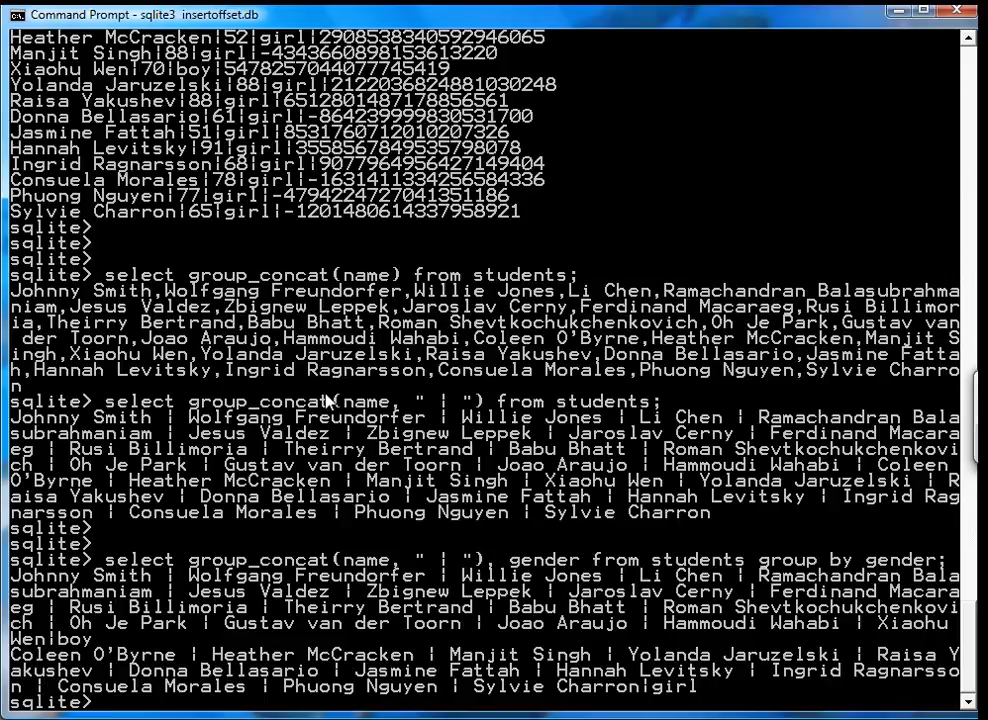 Command Prompt - sqlite3 insertoffset.db
Heather McCracken|52|girl|2908538340592946065
Manjit Singh|88|girl|-4343660898153613220
Xiaohu Wen|70|boy|5478257044077745419
Yolanda Jaruzelski|88|girl|2122036824881030248
Raisa Yakushev|88|girl|6512801487178856561
Donna Bellasario|61|girl|-864239999830531700
Jasmine Fattah|51|girl|8531760712010207326
Hannah Levitsky|91|girl|3558567849535798078
Ingrid Ragnarsson|68|girl|9077964956427149404
Consuela Morales|78|girl|-1631411334256584336
Phuong Nguyen|77|girl|-4794224727041351186
Sylvie Charron|65|girl|-1201480614337958921
sqlite>
sqlite>
sqlite>
sqlite> select group_concat(name) from students;
Johnny Smith,Wolfgang Freundorfer,Willie Jones,Li Chen,Ramachandran Balasubrahma
niam,Jesus Valdez,Zbignew Leppek,Jaroslav Cerny,Ferdinand Macaraeg,Rusi Billimor
ia,Theirry Bertrand,Babu Bhatt,Roman Shevtkochukchenkovich,Oh Je Park,Gustav van
der Toorn,Joao Araujo,Hammoudi Wahabi,Coleen O'Byrne,Heather McCracken,Manjit S
ingh,Xiaohu Wen,Yolanda Jaruzelski,Raisa Yakushev,Donna Bellasario,Jasmine Fatta
h,Hannah Levitsky,Ingrid Ragnarsson,Consuela Morales,Phuong Nguyen,Sylvie Charro
n
sqlite> select group_concat(name, " | ") from students;
Johnny Smith | Wolfgang Freundorfer | Willie Jones | Li Chen | Ramachandran Bala
subrahmaniam | Jesus Valdez | Zbignew Leppek | Jaroslav Cerny | Ferdinand Macara
eg | Rusi Billimoria | Theirry Bertrand | Babu Bhatt | Roman Shevtkochukchenkovi
ch | Oh Je Park | Gustav van der Toorn | Joao Araujo | Hammoudi Wahabi | Coleen
O'Byrne | Heather McCracken | Manjit Singh | Xiaohu Wen | Yolanda Jaruzelski | R
aisa Yakushev | Donna Bellasario | Jasmine Fattah | Hannah Levitsky | Ingrid Rag
narsson | Consuela Morales | Phuong Nguyen | Sylvie Charron
sqlite>
sqlite>
sqlite> select group_concat(name, " | "), gender from students group by gender;
Johnny Smith | Wolfgang Freundorfer | Willie Jones | Li Chen | Ramachandran Bala
subrahmaniam | Jesus Valdez | Zbignew Leppek | Jaroslav Cerny | Ferdinand Macara
eg | Rusi Billimoria | Theirry Bertrand | Babu Bhatt | Roman Shevtkochukchenkovi
ch | Oh Je Park | Gustav van der Toorn | Joao Araujo | Hammoudi Wahabi | Xiaohu
Wen|boy
Coleen O'Byrne | Heather McCracken | Manjit Singh | Yolanda Jaruzelski | Raisa Y
akushev | Donna Bellasario | Jasmine Fattah | Hannah Levitsky | Ingrid Ragnarsso
n | Consuela Morales | Phuong Nguyen | Sylvie Charron|girl
sqlite>